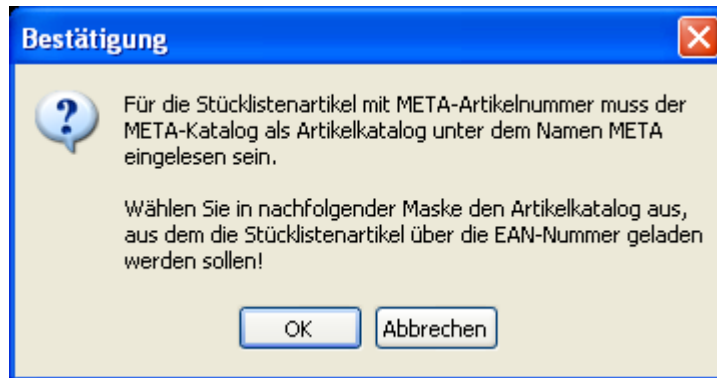 Bestätigung
Für die Stücklistenartikel mit META-Artikelnummer muss der
META-Katalog als Artikelkatalog unter dem Namen META
eingelesen sein.
Wählen Sie in nachfolgender Maske den Artikelkatalog aus,
aus dem die Stücklistenartikel über die EAN-Nummer geladen
werden sollen!
OK
Abbrechen